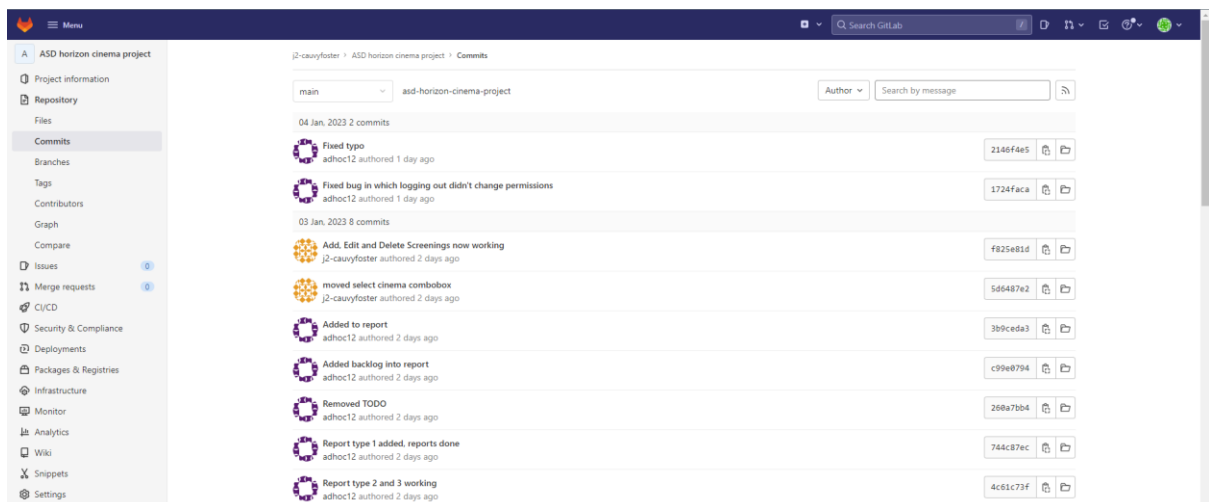 Menu
Search GitLab
/
A ASD horizon cinema project
Project information
Repository
Files
Commits
Branches
Tags
Contributors
Graph
Compare
Issues 0
Merge requests 0
CI/CD
Security & Compliance
Deployments
Packages & Registries
Infrastructure
Monitor
Analytics
Wiki
Snippets
Settings
j2-cauvyfoster > ASD horizon cinema project > Commits
main asd-horizon-cinema-project Author Search by message
04 Jan, 2023 2 commits
Fixed typo
adhoc12 authored 1 day ago 2146f4e5
Fixed bug in which logging out didn't change permissions
adhoc12 authored 1 day ago 1724faca
03 Jan, 2023 8 commits
Add, Edit and Delete Screenings now working
j2-cauvyfoster authored 2 days ago f825e81d
moved select cinema combobox
j2-cauvyfoster authored 2 days ago 5d6487e2
Added to report
adhoc12 authored 2 days ago 3b9ceda3
Added backlog into report
adhoc12 authored 2 days ago c99e0794
Removed TODO
adhoc12 authored 2 days ago 260a7bb4
Report type 1 added, reports done
adhoc12 authored 2 days ago 744c87ec
Report type 2 and 3 working
adhoc12 authored 2 days ago 4c61c73f